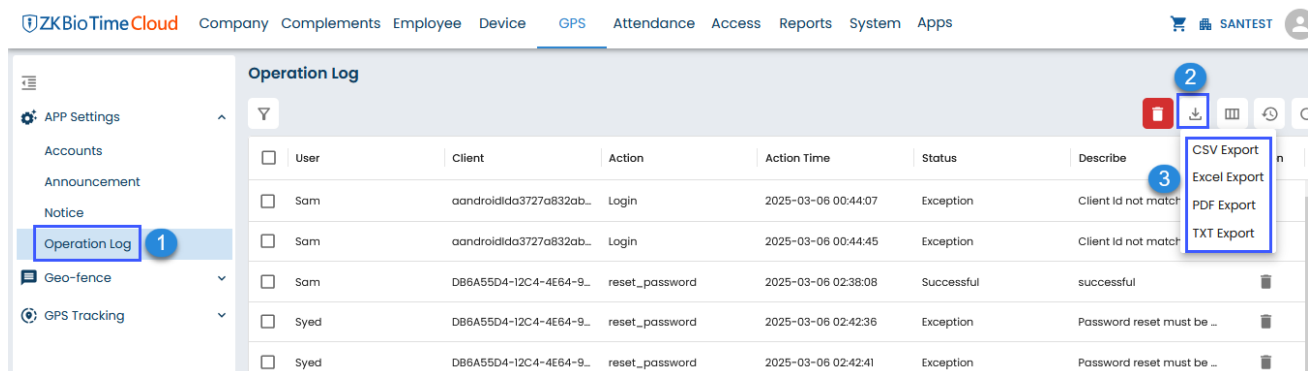 ZKBioTime Cloud Company Complements Employee Device GPS Attendance Access Reports System Apps SANTEST
Operation Log
2
APP Settings
Accounts
Announcement
Notice
Operation Log 1
Geo-fence
GPS Tracking
User Client Action Action Time Status Describe n
Sam aandroidIda3727a832ab... Login 2025-03-06 00:44:07 Exception Client Id not match
Sam aandroidIda3727a832ab... Login 2025-03-06 00:44:45 Exception Client Id not match
Sam DB6A55D4-12C4-4E64-9... reset_password 2025-03-06 02:38:08 Successful successful
Syed DB6A55D4-12C4-4E64-9... reset_password 2025-03-06 02:42:36 Exception Password reset must be ...
Syed DB6A55D4-12C4-4E64-9... reset_password 2025-03-06 02:42:41 Exception Password reset must be ...
3
CSV Export
Excel Export
PDF Export
TXT Export